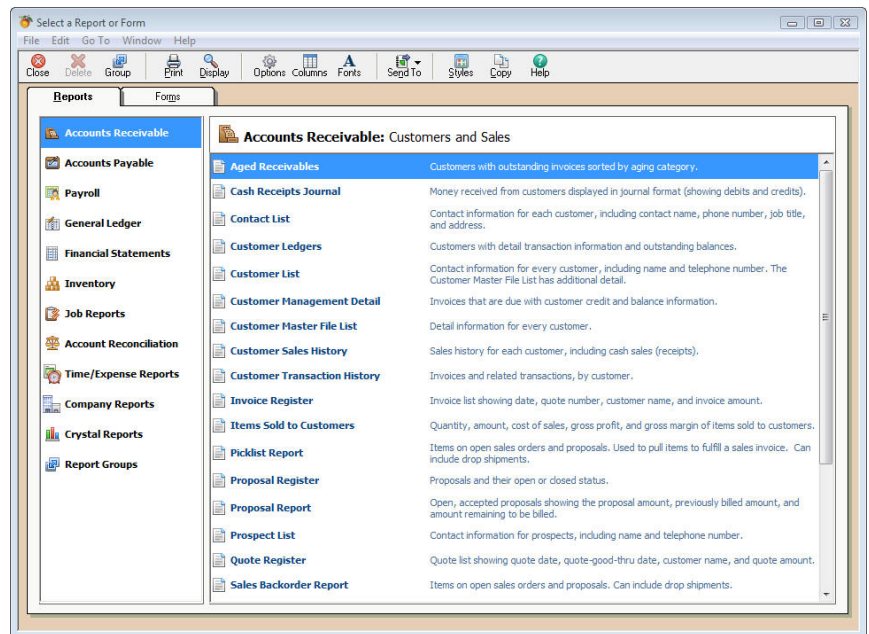 Select a Report or Form
File Edit Go To Window Help
Close Delete Group Print Display Options Columns Fonts Send To Styles Copy Help
Reports Forms
Accounts Receivable
Accounts Payable
Payroll
General Ledger
Financial Statements
Inventory
Job Reports
Account Reconciliation
Time/Expense Reports
Company Reports
Crystal Reports
Report Groups
Accounts Receivable: Customers and Sales
Aged Receivables Customers with outstanding invoices sorted by aging category.
Cash Receipts Journal Money received from customers displayed in journal format (showing debits and credits).
Contact List Contact information for each customer, including contact name, phone number, job title,
and address.
Customer Ledgers Customers with detail transaction information and outstanding balances.
Customer List Contact information for every customer, including name and telephone number. The
Customer Master File List has additional detail.
Customer Management Detail Invoices that are due with customer credit and balance information.
Customer Master File List Detail information for every customer.
Customer Sales History Sales history for each customer, including cash sales (receipts).
Customer Transaction History Invoices and related transactions, by customer.
Invoice Register Invoice list showing date, quote number, customer name, and invoice amount.
Items Sold to Customers Quantity, amount, cost of sales, gross profit, and gross margin of items sold to customers.
Picklist Report Items on open sales orders and proposals. Used to pull items to fulfill a sales invoice. Can
include drop shipments.
Proposal Register Proposals and their open or closed status.
Proposal Report Open, accepted proposals showing the proposal amount, previously billed amount, and
amount remaining to be billed.
Prospect List Contact information for prospects, including name and telephone number.
Quote Register Quote list showing quote date, quote-good-thru date, customer name, and quote amount.
Sales Backorder Report Items on open sales orders and proposals. Can include drop shipments.